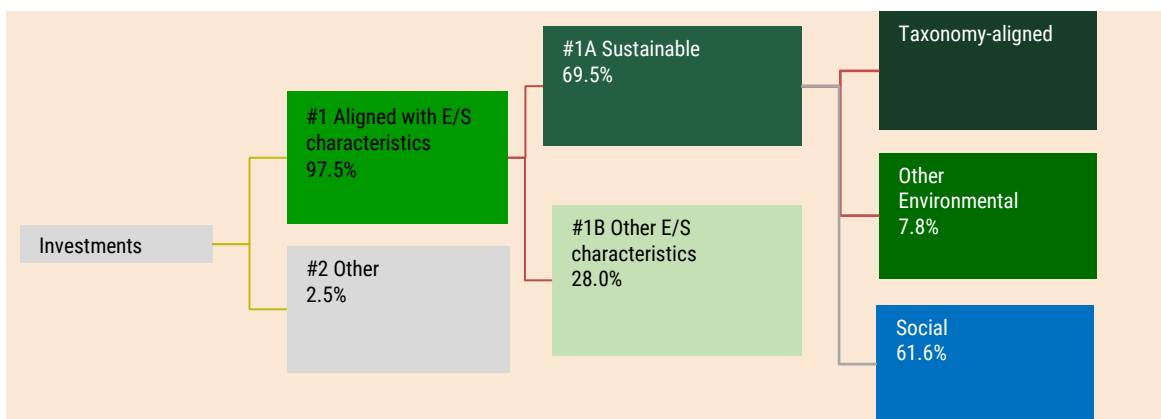 Investments
#1 Aligned with E/S
characteristics
97.5%
#2 Other
2.5%
#1A Sustainable
69.5%
#1B Other E/S
characteristics
28.0%
Taxonomy-aligned
Other
Environmental
7.8%
Social
61.6%